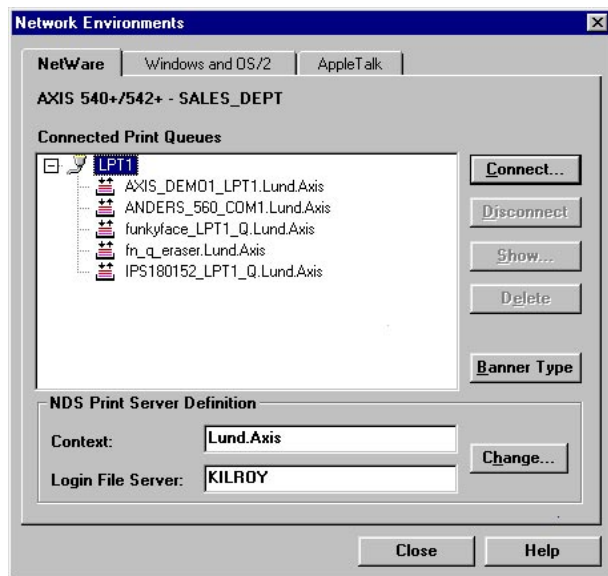 Network Environments
NetWare
Windows and OS/2
AppleTalk
AXIS 540+/542+ - SALES_DEPT
Connected Print Queues
LPT1
AXIS_DEMO1_LPT1.Lund.Axis
ANDERS_560_COM1.Lund.Axis
funkyface_LPT1_Q.Lund.Axis
fn_q_eraser.Lund.Axis
IPS180152_LPT1_Q.Lund.Axis
Connect...
Disconnect
Show...
Delete
Banner Type
NDS Print Server Definition
Context:
Lund.Axis
Login File Server:
KILROY
Change...
Close
Help